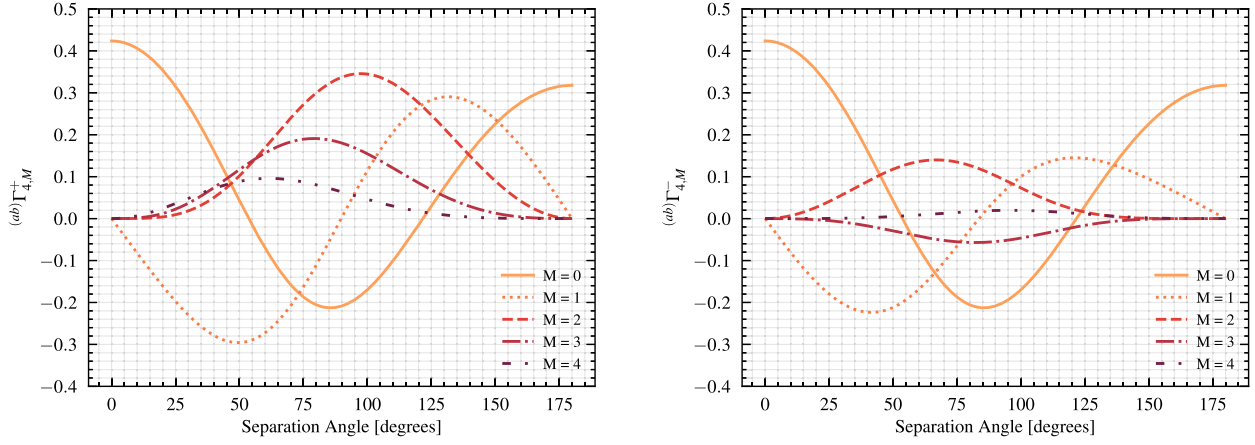 0.5
0.4
0.3
0.2
0.1
0.0
−0.1
−0.2
−0.3
−0.4
(ab)Γ+4,M
0
25
50
75
100
125
150
175
Separation Angle [degrees]
M = 0
M = 1
M = 2
M = 3
M = 4
0.5
0.4
0.3
0.2
0.1
0.0
−0.1
−0.2
−0.3
−0.4
(ab)Γ−4,M
0
25
50
75
100
125
150
175
Separation Angle [degrees]
M = 0
M = 1
M = 2
M = 3
M = 4